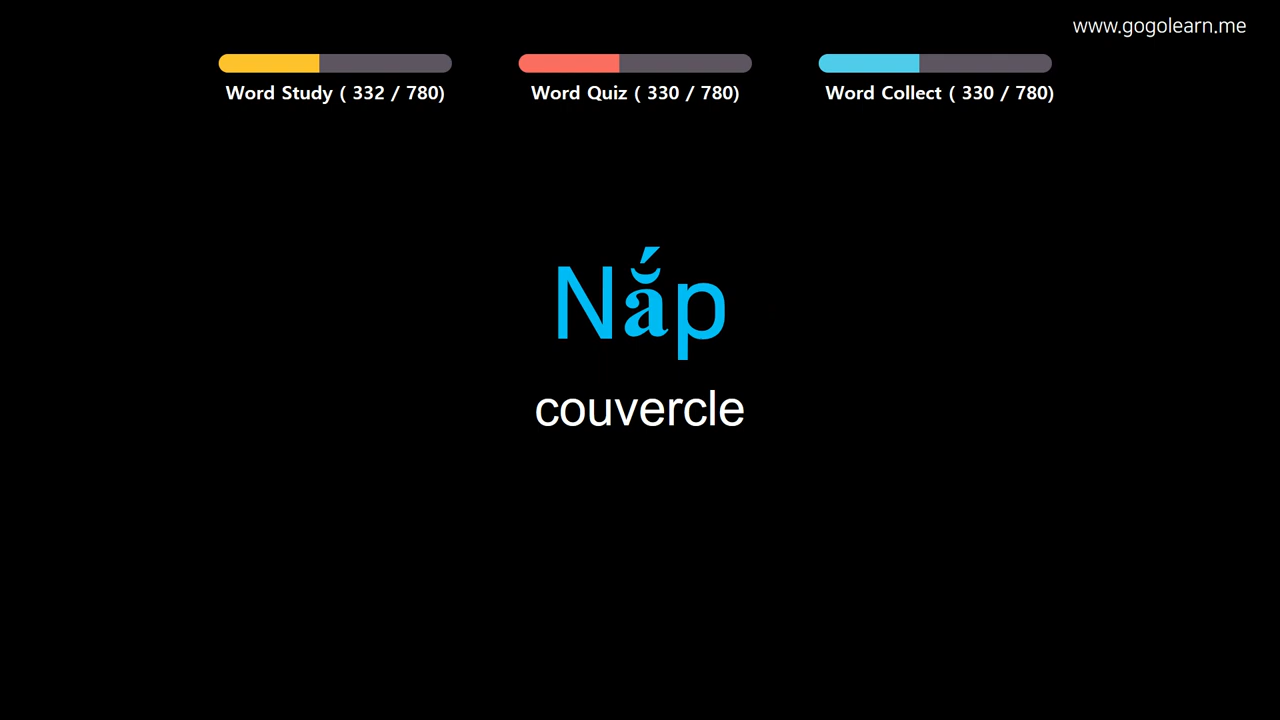 www.gogolearn.me
Word Study ( 332 / 780)
Word Quiz ( 330 / 780)
Word Collect ( 330 / 780)
Nắp
couvercle